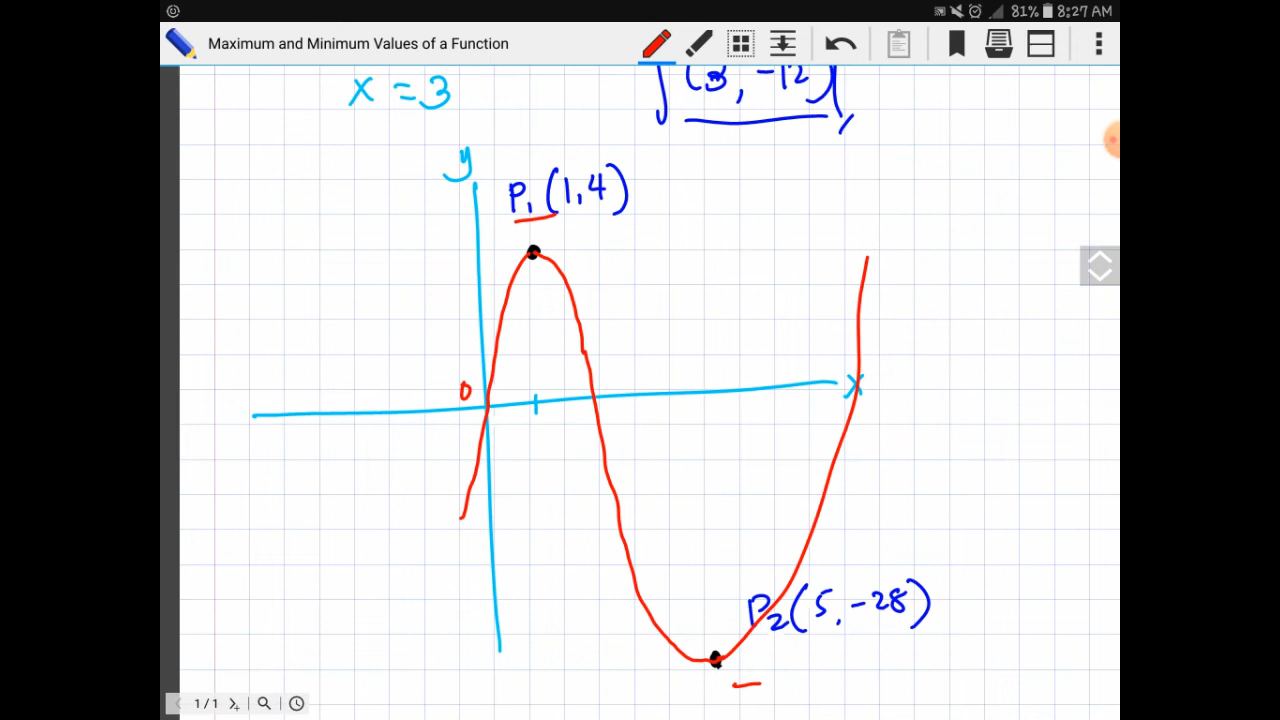 81% 8:27 AM
Maximum and Minimum Values of a Function
x = 3
(3, -12)
y
P₁ (1, 4)
0
x
P₂ (5, -28)
1/1